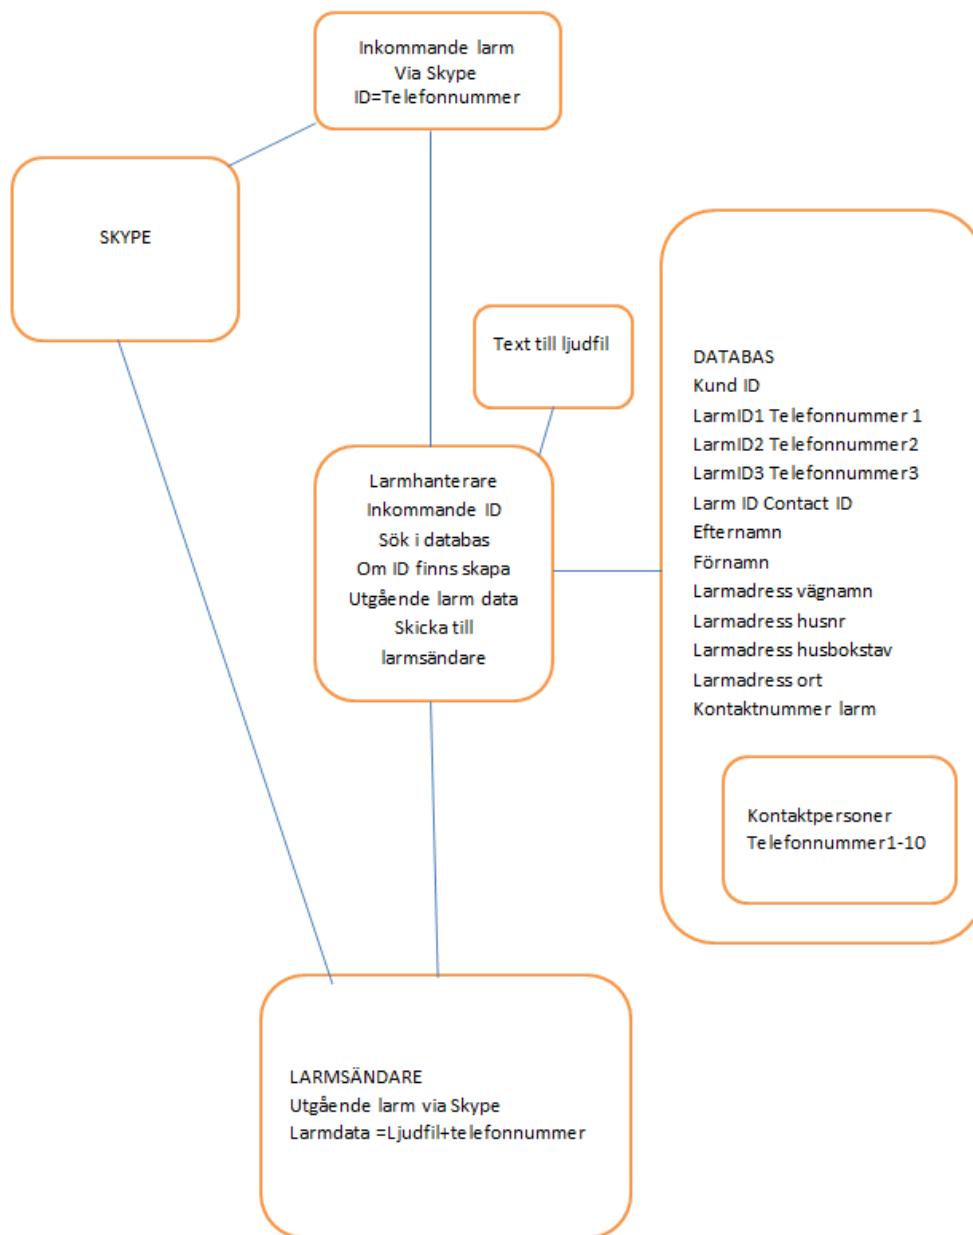 Inkommande larm
Via Skype
ID=Telefonnummer
SKYPE
Text till ljudfil
DATABAS
Kund ID
LarmID1 Telefonnummer 1
LarmID2 Telefonnummer2
LarmID3 Telefonnummer3
Larm ID Contact ID
Efternamn
Förnamn
Larmadress vägnamn
Larmadress husnr
Larmadress husbokstav
Larmadress ort
Kontaktnummer larm
Kontaktpersoner
Telefonnummer1-10
Larmhanterare
Inkommande ID
Sök i databas
Om ID finns skapa
Utgående larm data
Skicka till
larmsändare
LARMSÄNDARE
Utgående larm via Skype
Larmdata =Ljudfil+telefonnummer